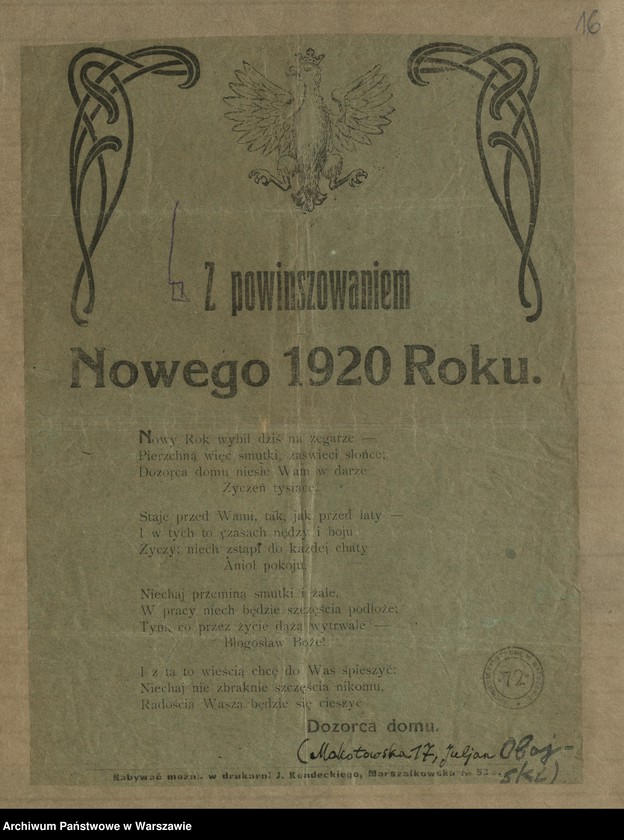 16
Z powinszowaniem
Nowego 1920 Roku.
Nowy Rok wybił dziś na zegarze —
Pierzchną więc smutki, zaświeci słońce;
Dozorca domu niesie Wam w darze
Życzeń tysiące.
Staje przed Wami, tak, jak przed laty —
I w tych to czasach nędzy i boju
Życzy: niech zstąpi do każdej chaty
Anioł pokoju.
Niechaj przeminą smutki i żale,
W pracy niech będzie szczęścia podłoże;
Tym, co przez życie dążą wytrwale —
Błogosław Boże!
I z tą to wieścią chcę do Was śpieszyć:
Niechaj nie zbraknie szczęścia nikomu,
Radością Waszą będzie się cieszyć
Dozorca domu.
(Mokotowska 17, Juljan Obaj-
ski)
72
Nabywać można w drukarni J. Kondeckiego, Marszałkowska №
Archiwum Państwowe w Warszawie